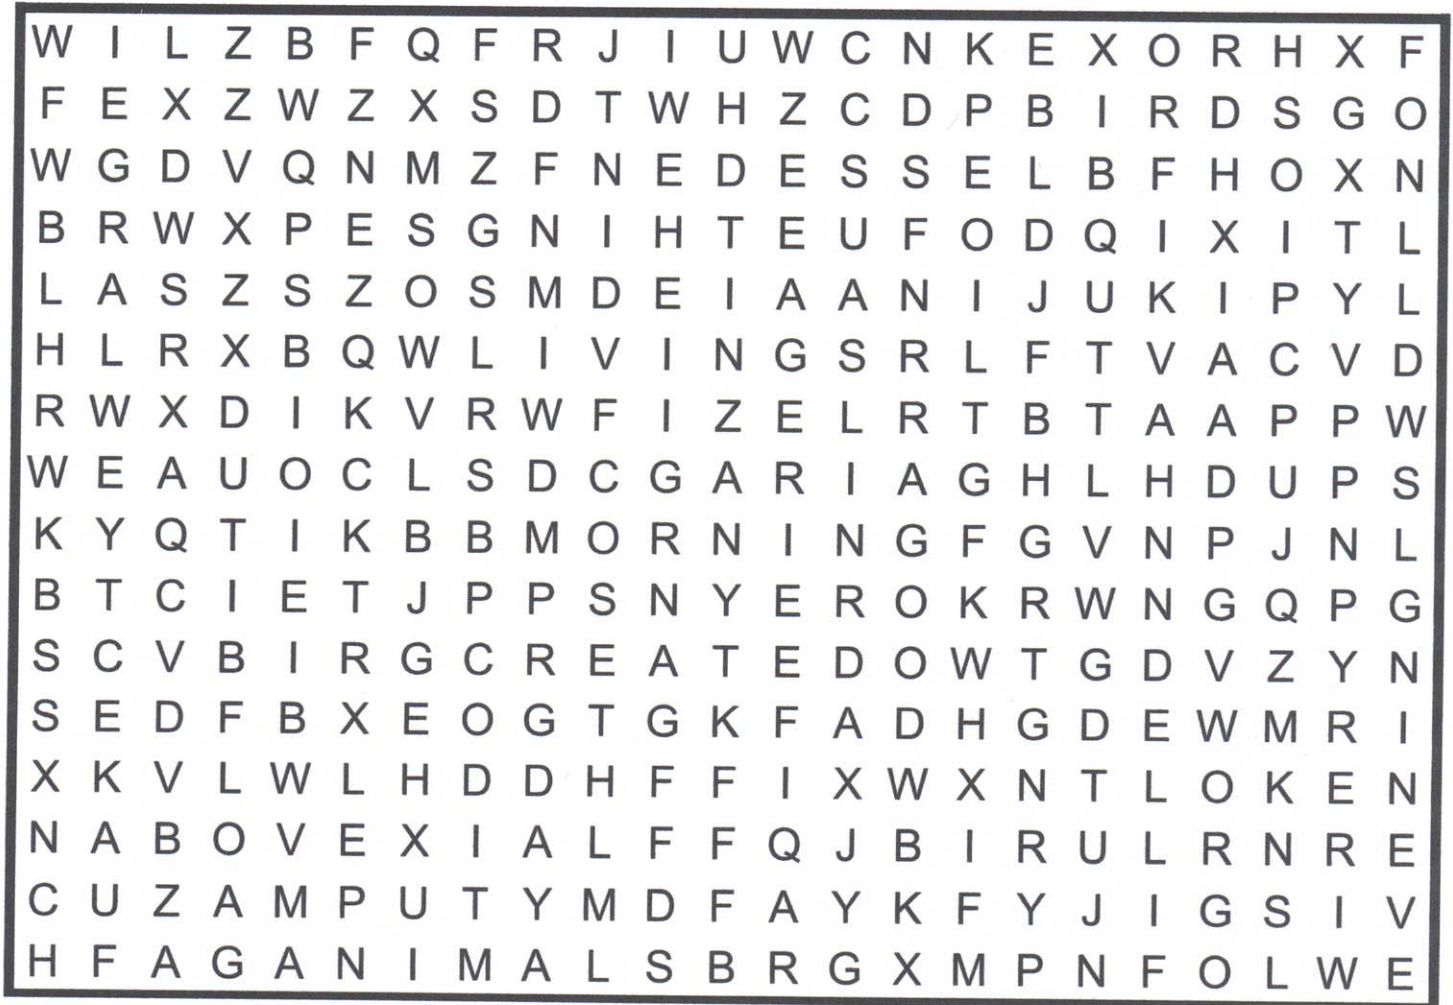 W I L Z B F Q F R J I U W C N K E X O R H X F
F E X Z W Z X S D T W H Z C D P B I R D S G O
W G D V Q N M Z F N E D E S S E L B F H O X N
B R W X P E S G N I H T E U F O D Q I X I T L
L A S Z S Z O S M D E I A A N I J U K I P Y L
H L R X B Q W L I V I N G S R L F T V A C V D
R W X D I K V R W F I Z E L R T B T A A P P W
W E A U O C L S D C G A R I A G H L H D U P S
K Y Q T I K B B M O R N I N G F G V N P J N L
B T C I E T J P P S N Y E R O K R W N G Q P G
S C V B I R G C R E A T E D O W T G D V Z Y N
S E D F B X E O G T G K F A D H G D E W M R I
X K V L W L H D D H F F I X W X N T L O K E N
N A B O V E X I A L F F Q J B I R U L R N R E
C U Z A M P U T Y M D F A Y K F Y J I G S I V
H F A G A N I M A L S B R G X M P N F O L W E